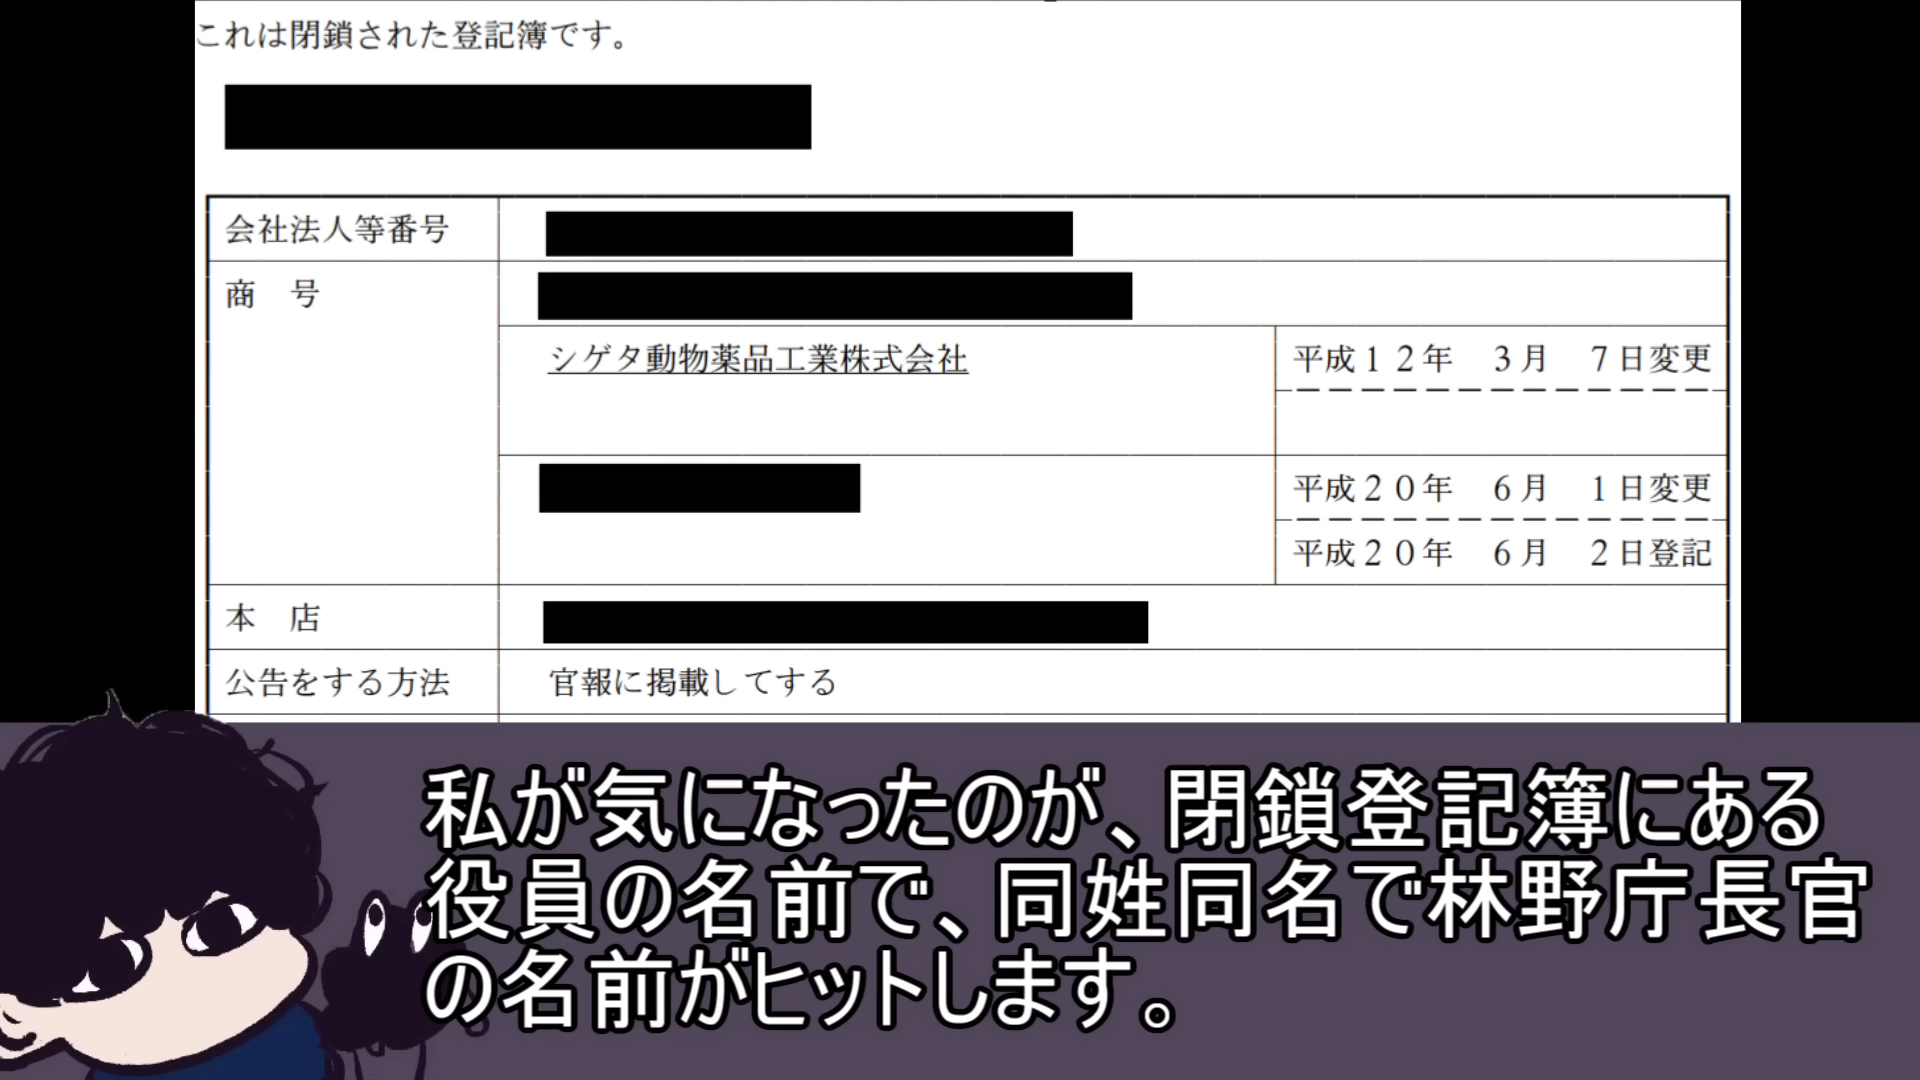 これは閉鎖された登記簿です。
会社法人等番号
商　号
シゲタ動物薬品工業株式会社
平成１２年　３月　７日変更
平成２０年　６月　１日変更
平成２０年　６月　２日登記
本　店
公告をする方法
官報に掲載してする
私が気になったのが、閉鎖登記簿にある
役員の名前で、同姓同名で林野庁長官
の名前がヒットします。